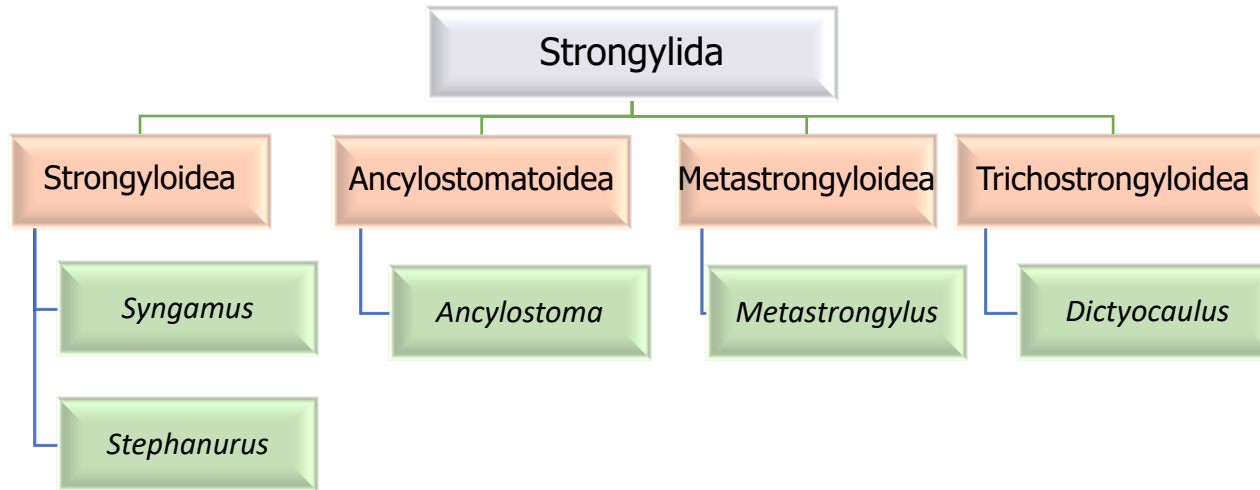 Strongylida
Strongyloidea
Ancylostomatoidea
Metastrongyloidea
Trichostrongyloidea
Syngamus
Ancylostoma
Metastrongylus
Dictyocaulus
Stephanurus